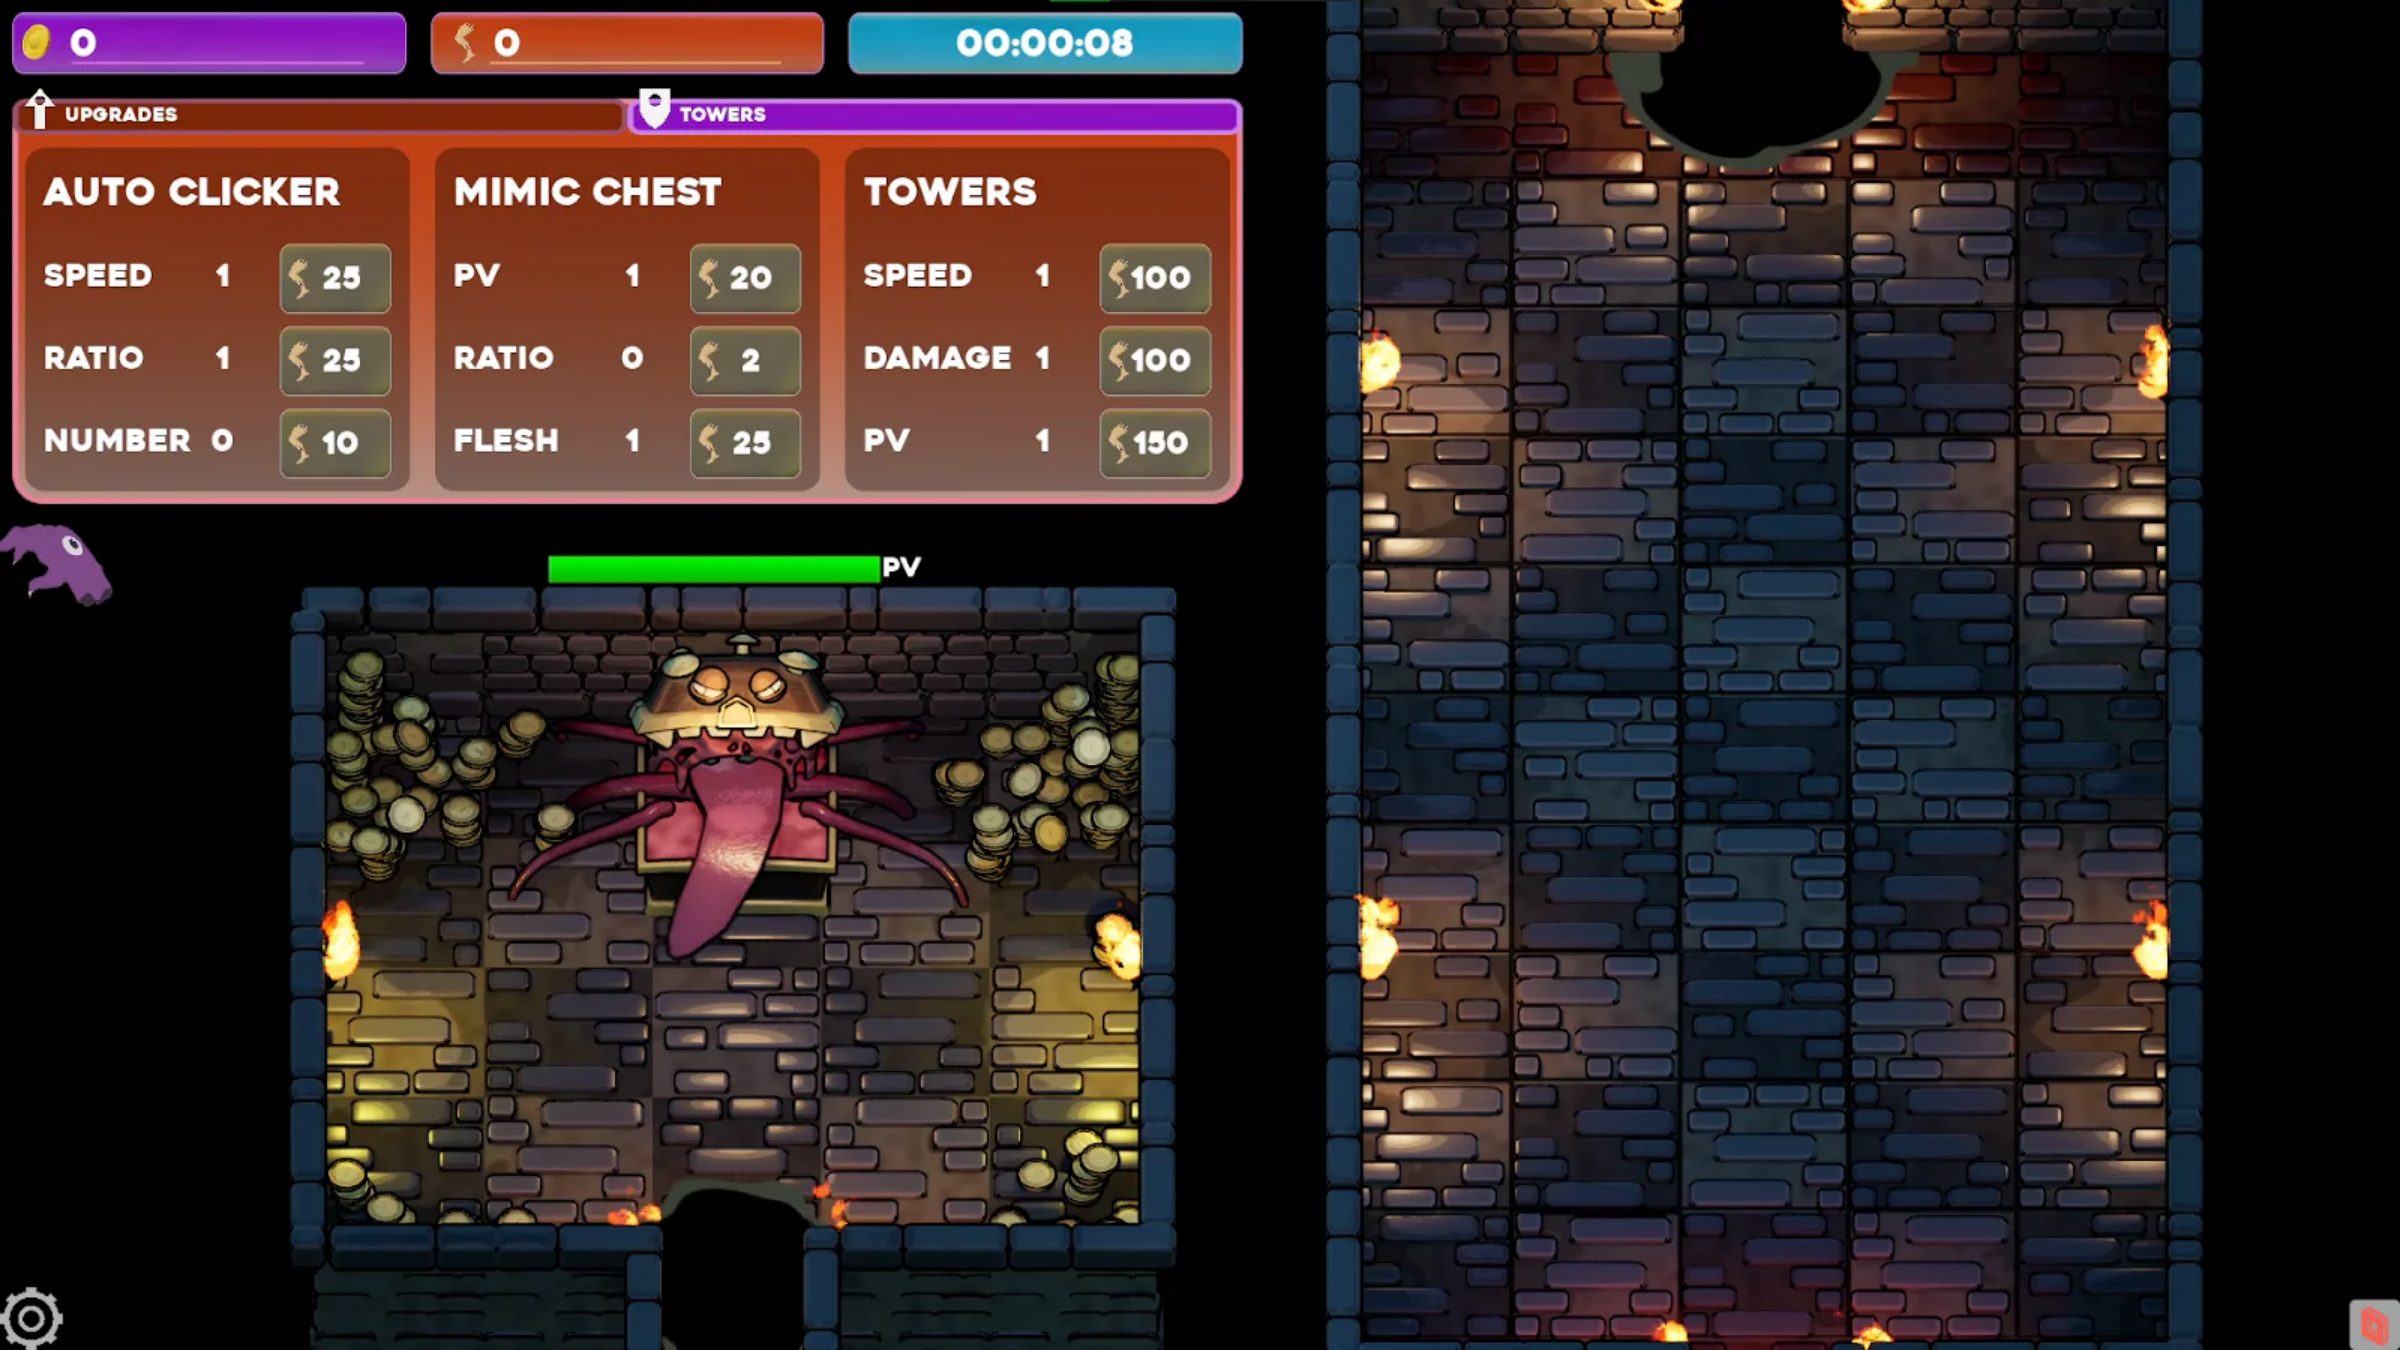 0
0
00:00:08
UPGRADES
TOWERS
AUTO CLICKER
SPEED 1 25
RATIO 1 25
NUMBER 0 10
MIMIC CHEST
PV 1 20
RATIO 0 2
FLESH 1 25
TOWERS
SPEED 1 100
DAMAGE 1 100
PV 1 150
PV